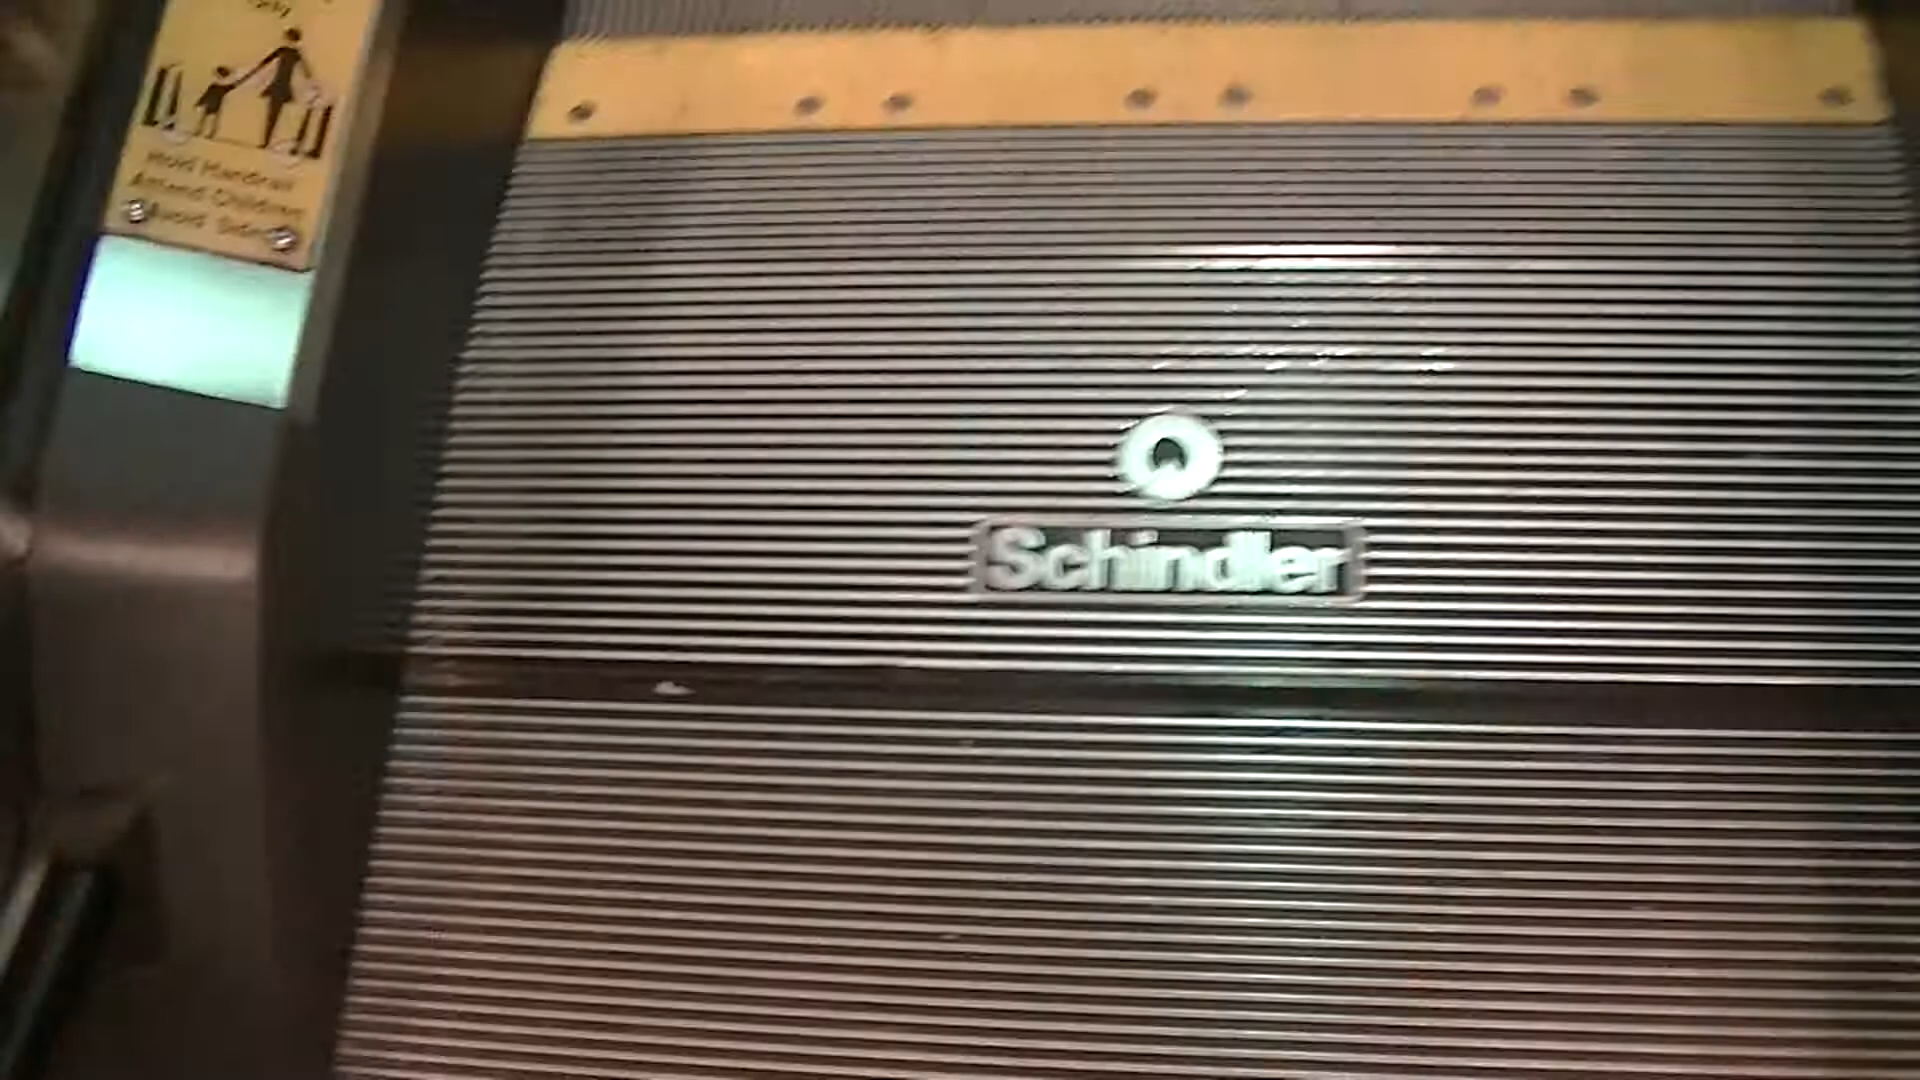 Hold Handrail
Attend Children
Avoid Sides
Schindler